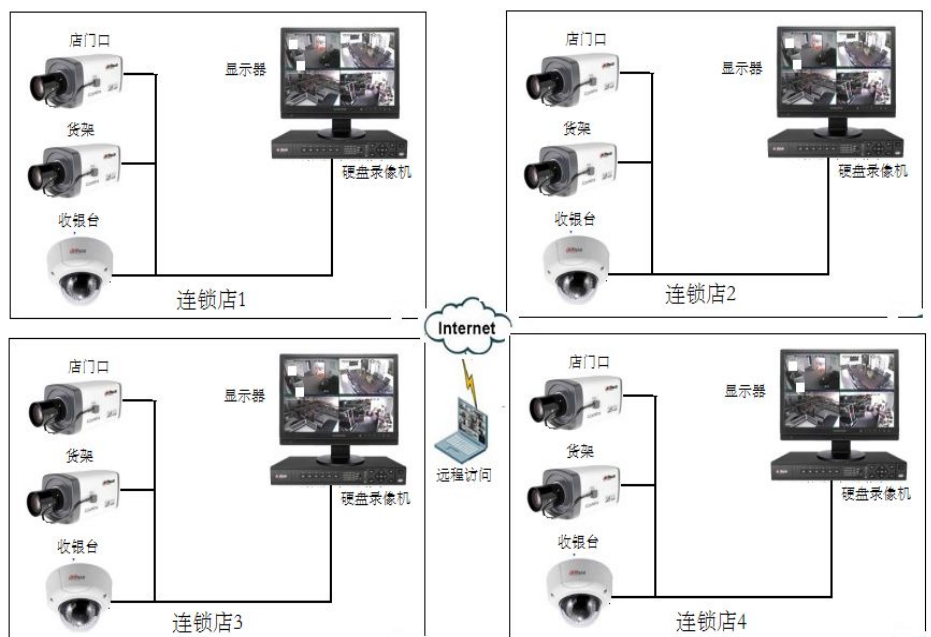 店门口
显示器
货架
硬盘录像机
收银台
连锁店1
店门口
显示器
货架
硬盘录像机
收银台
连锁店2
Internet
远程访问
店门口
显示器
货架
硬盘录像机
收银台
连锁店3
店门口
显示器
货架
硬盘录像机
收银台
连锁店4